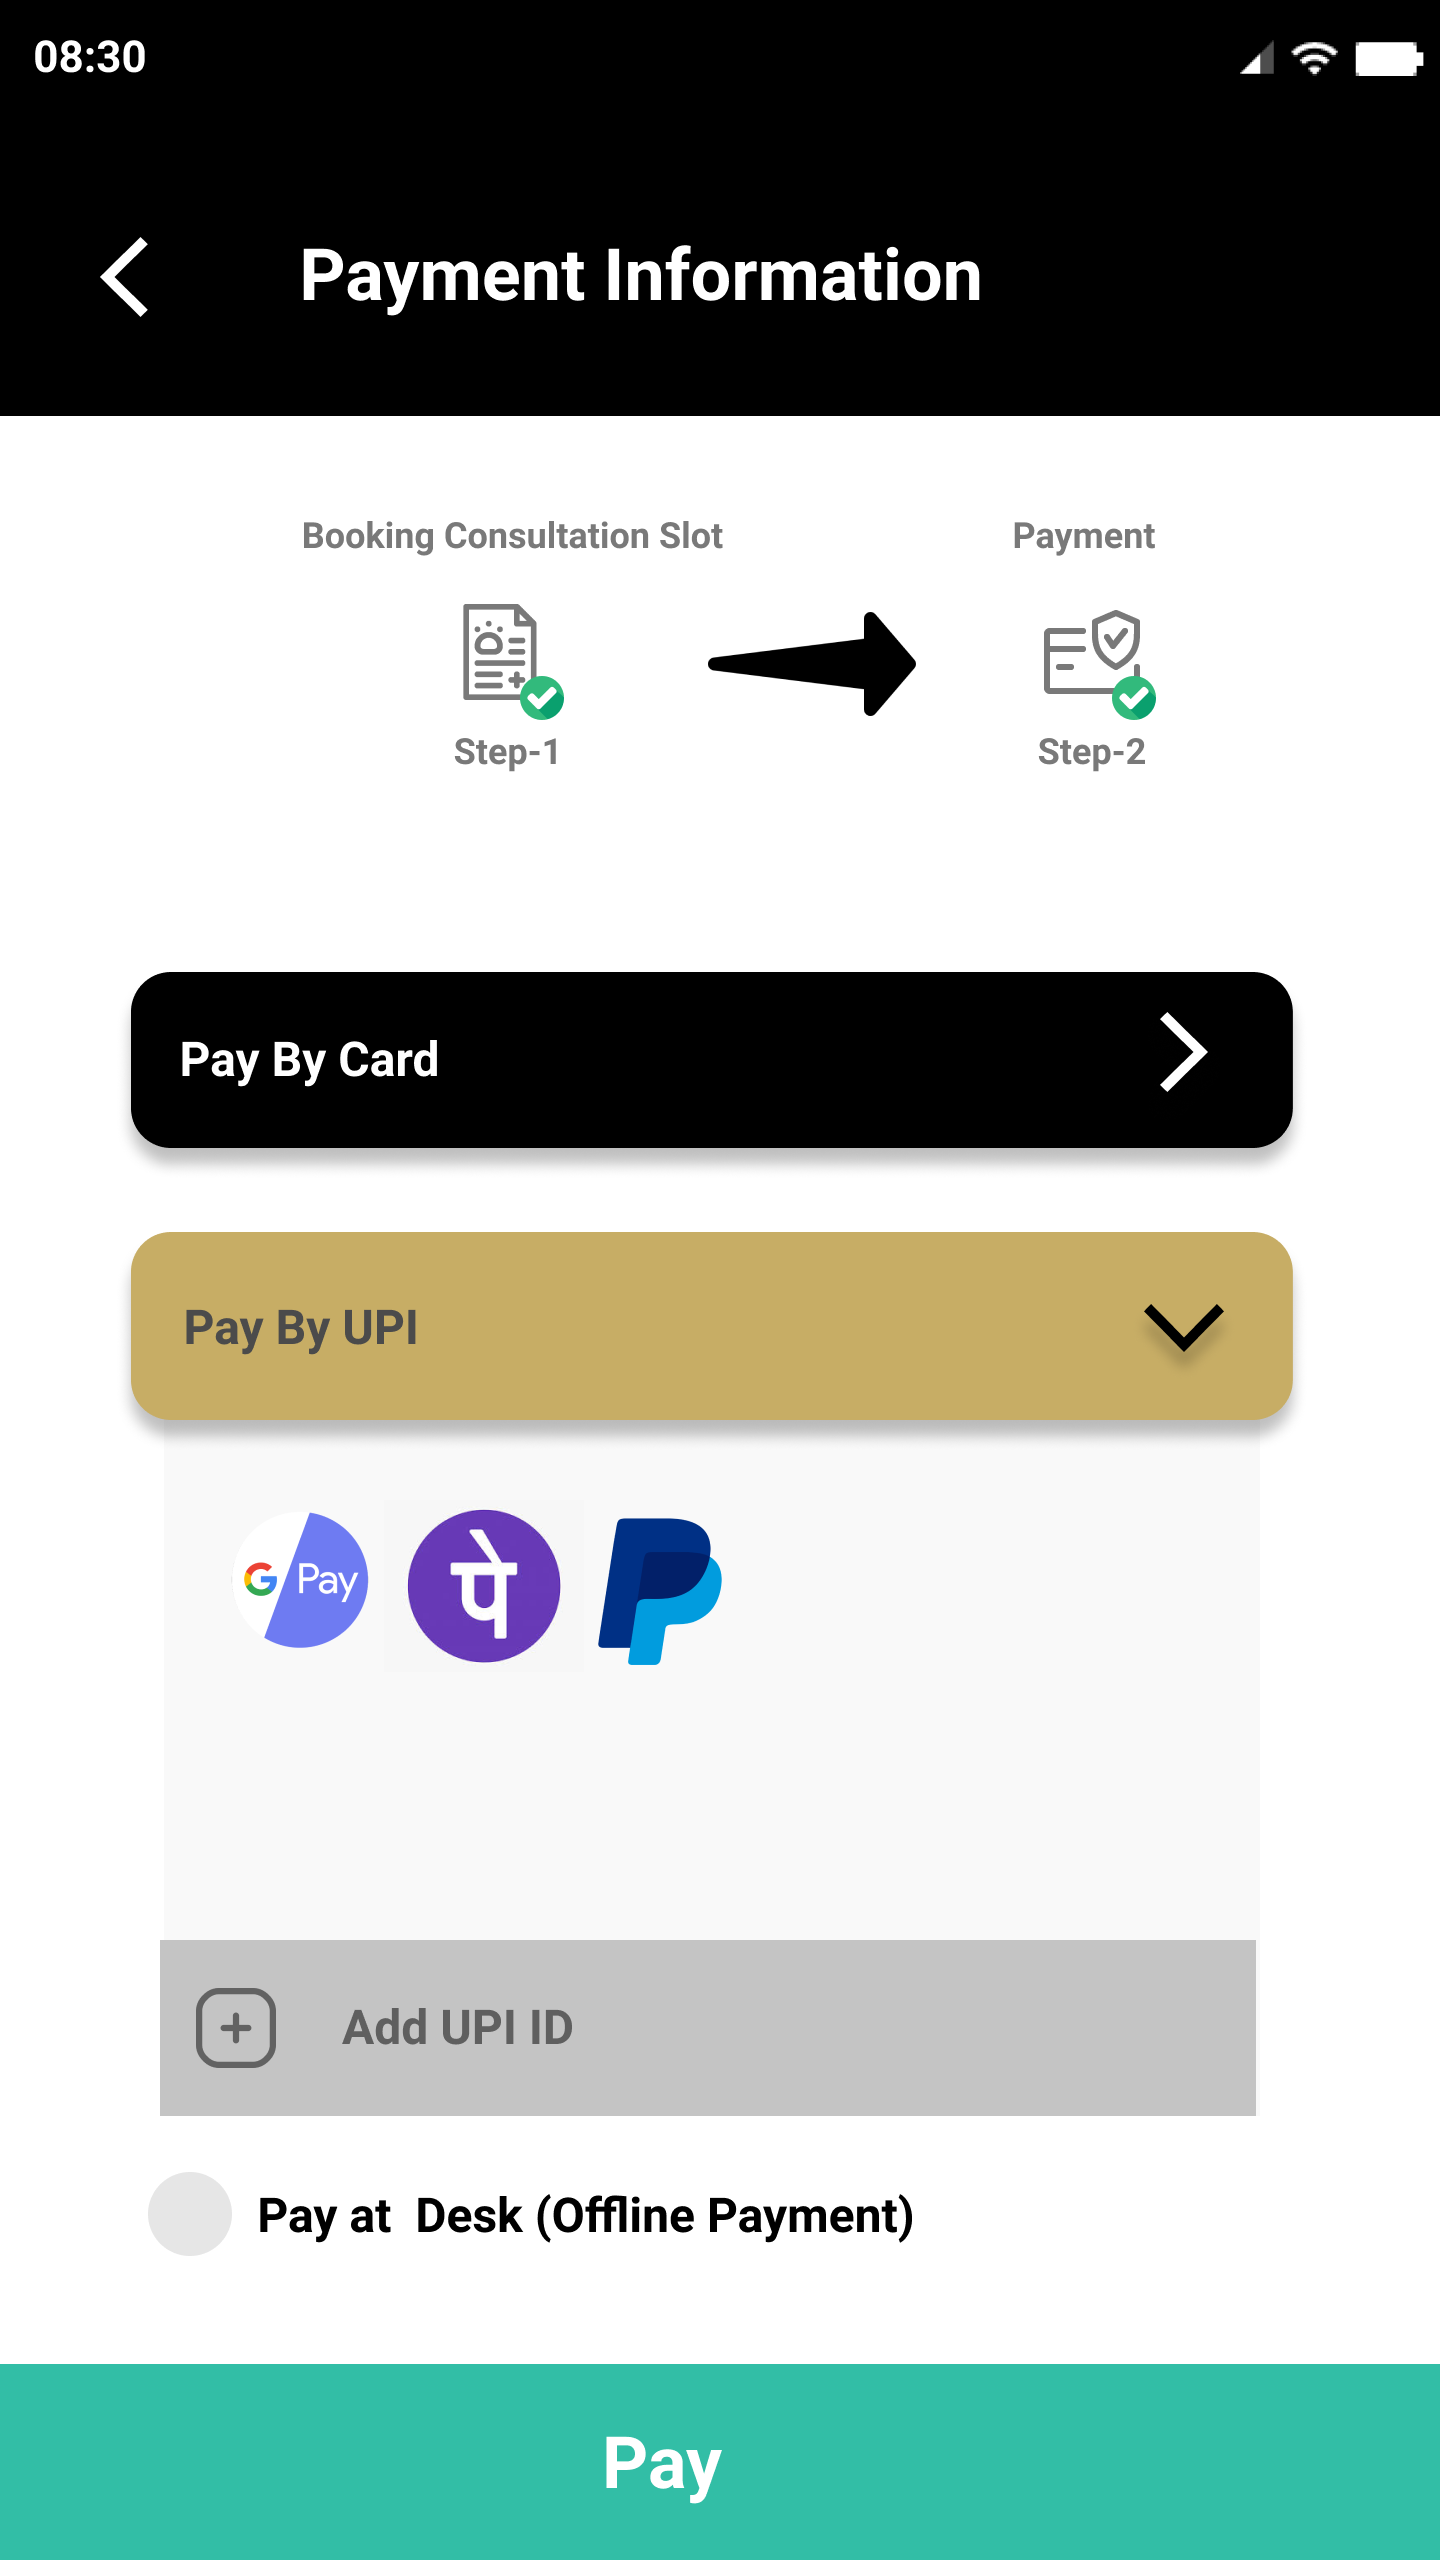 08:30
Payment Information
Booking Consultation Slot
Payment
Step-1
Step-2
Pay By Card
Pay By UPI
G Pay
पे
Add UPI ID
Pay at  Desk (Offline Payment)
Pay